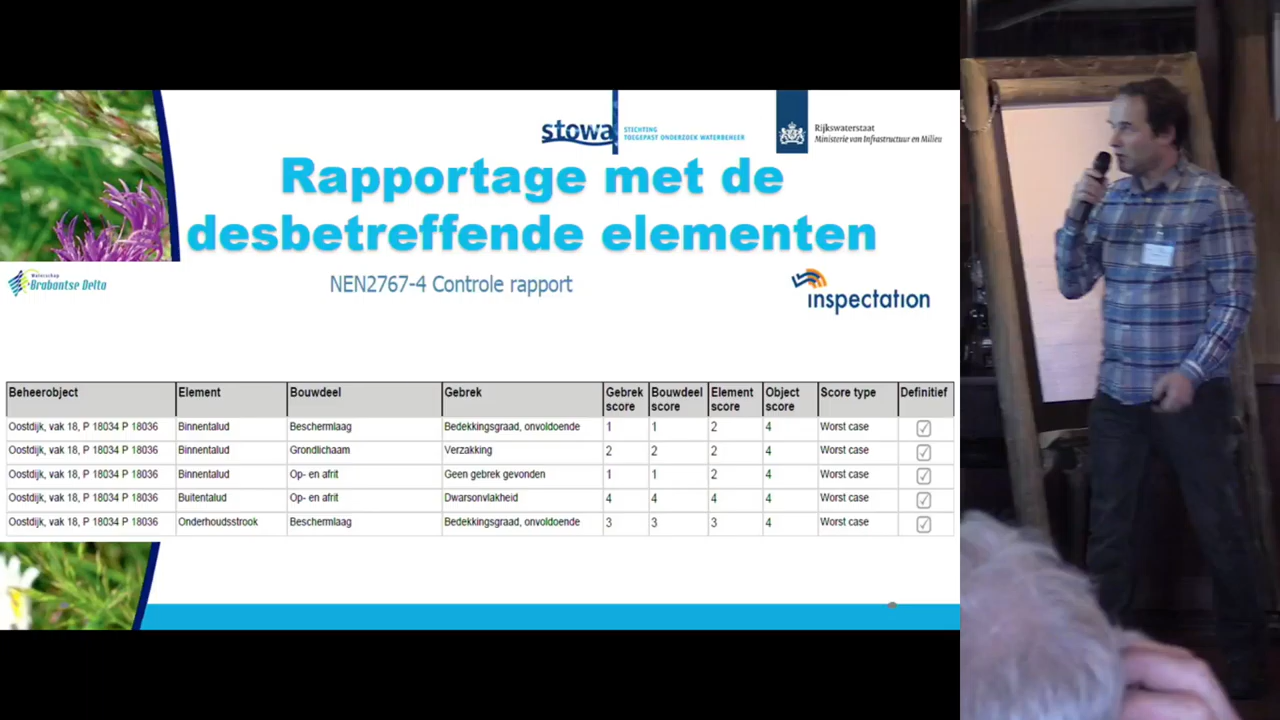 stowa
STICHTING
TOEGEPAST ONDERZOEK WATERBEHEER
Rijkswaterstaat
Ministerie van Infrastructuur en Milieu
Rapportage met de
desbetreffende elementen
Waterschap
Brabantse Delta
NEN2767-4 Controle rapport
inspectation
Beheerobject Element Bouwdeel Gebrek Gebrek score Bouwdeel score Element score Object score Score type Definitief
Oostdijk, vak 18, P 18034 P 18036 Binnentalud Beschermlaag Bedekkingsgraad, onvoldoende 1 1 2 4 Worst case
Oostdijk, vak 18, P 18034 P 18036 Binnentalud Grondlichaam Verzakking 2 2 2 4 Worst case
Oostdijk, vak 18, P 18034 P 18036 Binnentalud Op- en afrit Geen gebrek gevonden 1 1 2 4 Worst case
Oostdijk, vak 18, P 18034 P 18036 Buitentalud Op- en afrit Dwarsonvlakheid 4 4 4 4 Worst case
Oostdijk, vak 18, P 18034 P 18036 Onderhoudsstrook Beschermlaag Bedekkingsgraad, onvoldoende 3 3 3 4 Worst case